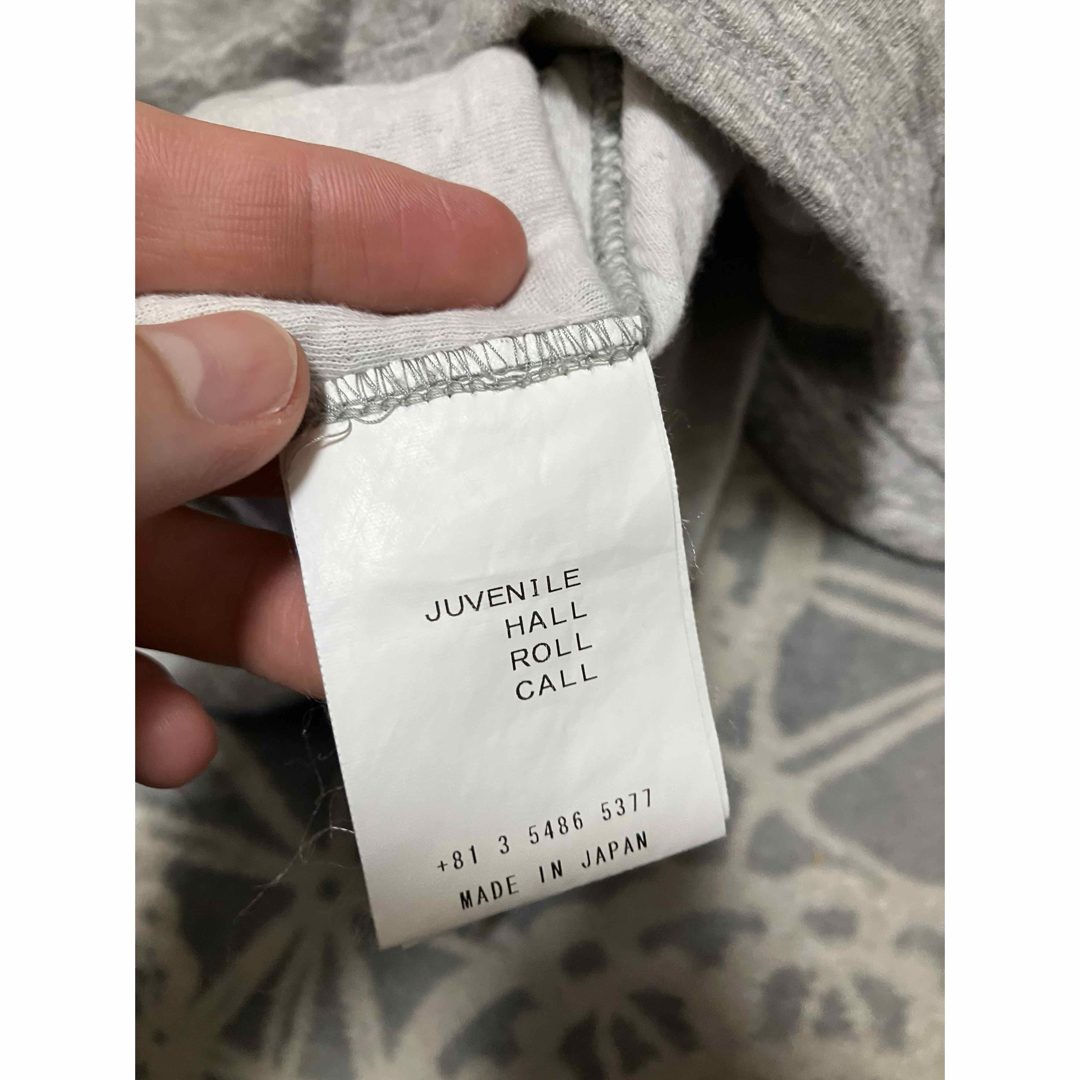 JUVENILE
HALL
ROLL
CALL
+81 3 5486 5377
MADE IN JAPAN